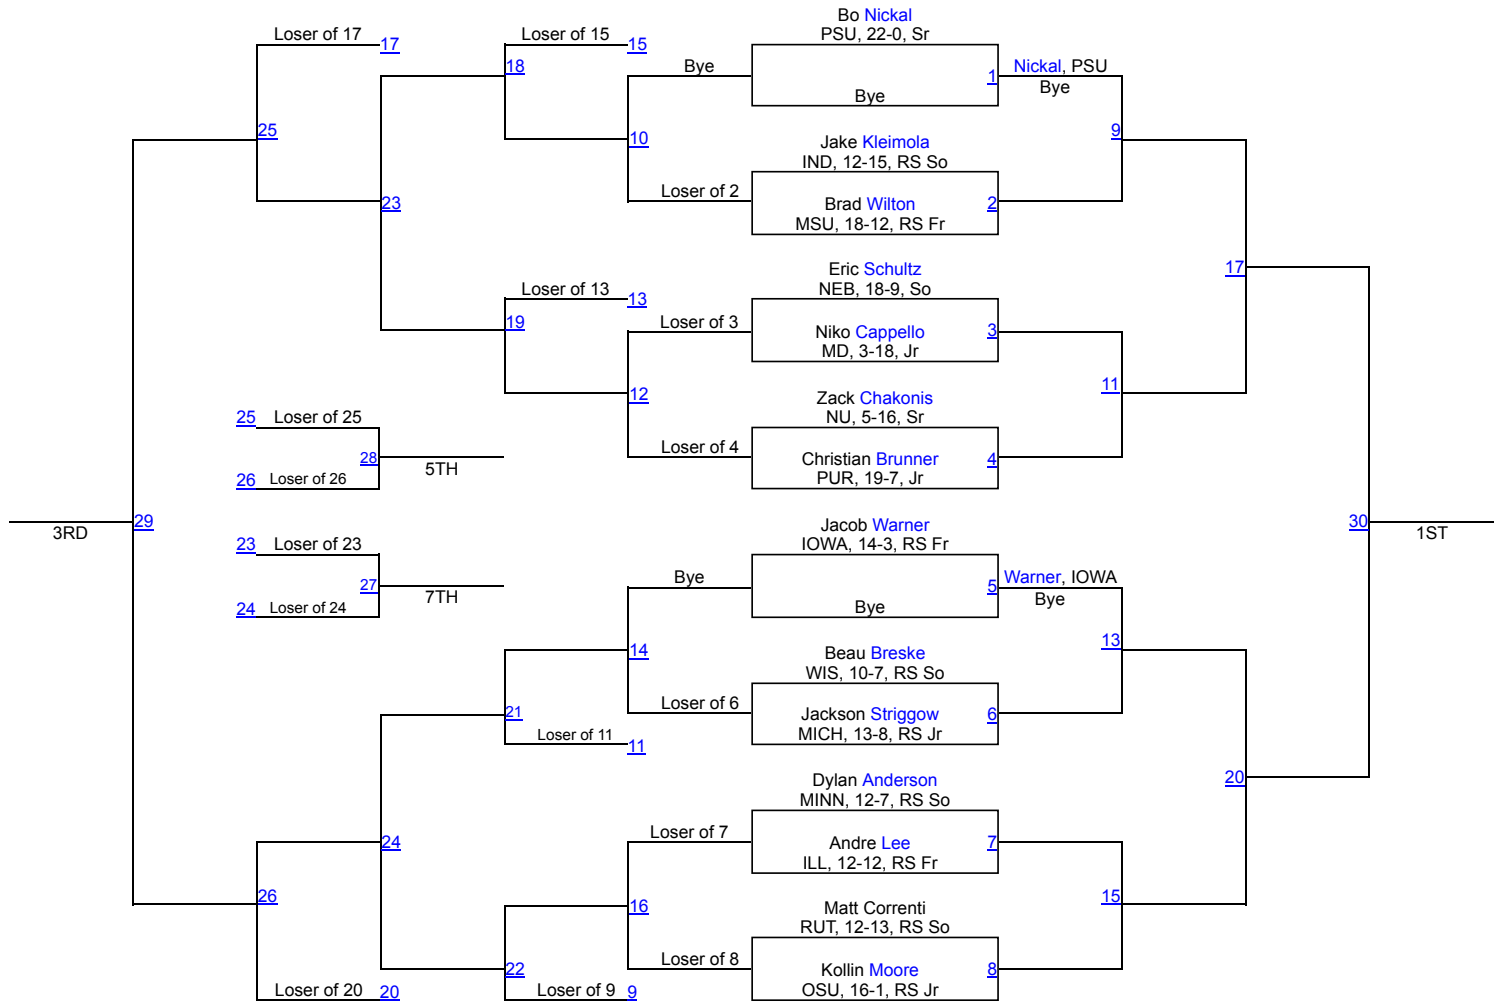 Bo Nickal
PSU, 22-0, Sr
Loser of 17
17
Loser of 15
15
18
Bye
1
Nickal, PSU
Bye
Bye
25
10
9
Jake Kleimola
IND, 12-15, RS So
Loser of 2
23
Brad Wilton
2
MSU, 18-12, RS Fr
17
Eric Schultz
NEB, 18-9, So
Loser of 13
13
19
Loser of 3
Niko Cappello
3
MD, 3-18, Jr
11
12
Zack Chakonis
NU, 5-16, Sr
25
Loser of 25
Loser of 4
28
5TH
Christian Brunner
4
PUR, 19-7, Jr
26
Loser of 26
3RD
29
Jacob Warner
IOWA, 14-3, RS Fr
30
1ST
23
Loser of 23
27
7TH
Bye
5
Warner, IOWA
Bye
Bye
24
Loser of 24
14
13
Beau Breske
WIS, 10-7, RS So
Loser of 6
21
Jackson Striggow
6
MICH, 13-8, RS Jr
Loser of 11
11
Dylan Anderson
MINN, 12-7, RS So
20
24
Loser of 7
Andre Lee
7
ILL, 12-12, RS Fr
26
16
15
Matt Correnti
RUT, 12-13, RS So
22
Loser of 8
Kollin Moore
8
OSU, 16-1, RS Jr
Loser of 20
20
Loser of 9
9